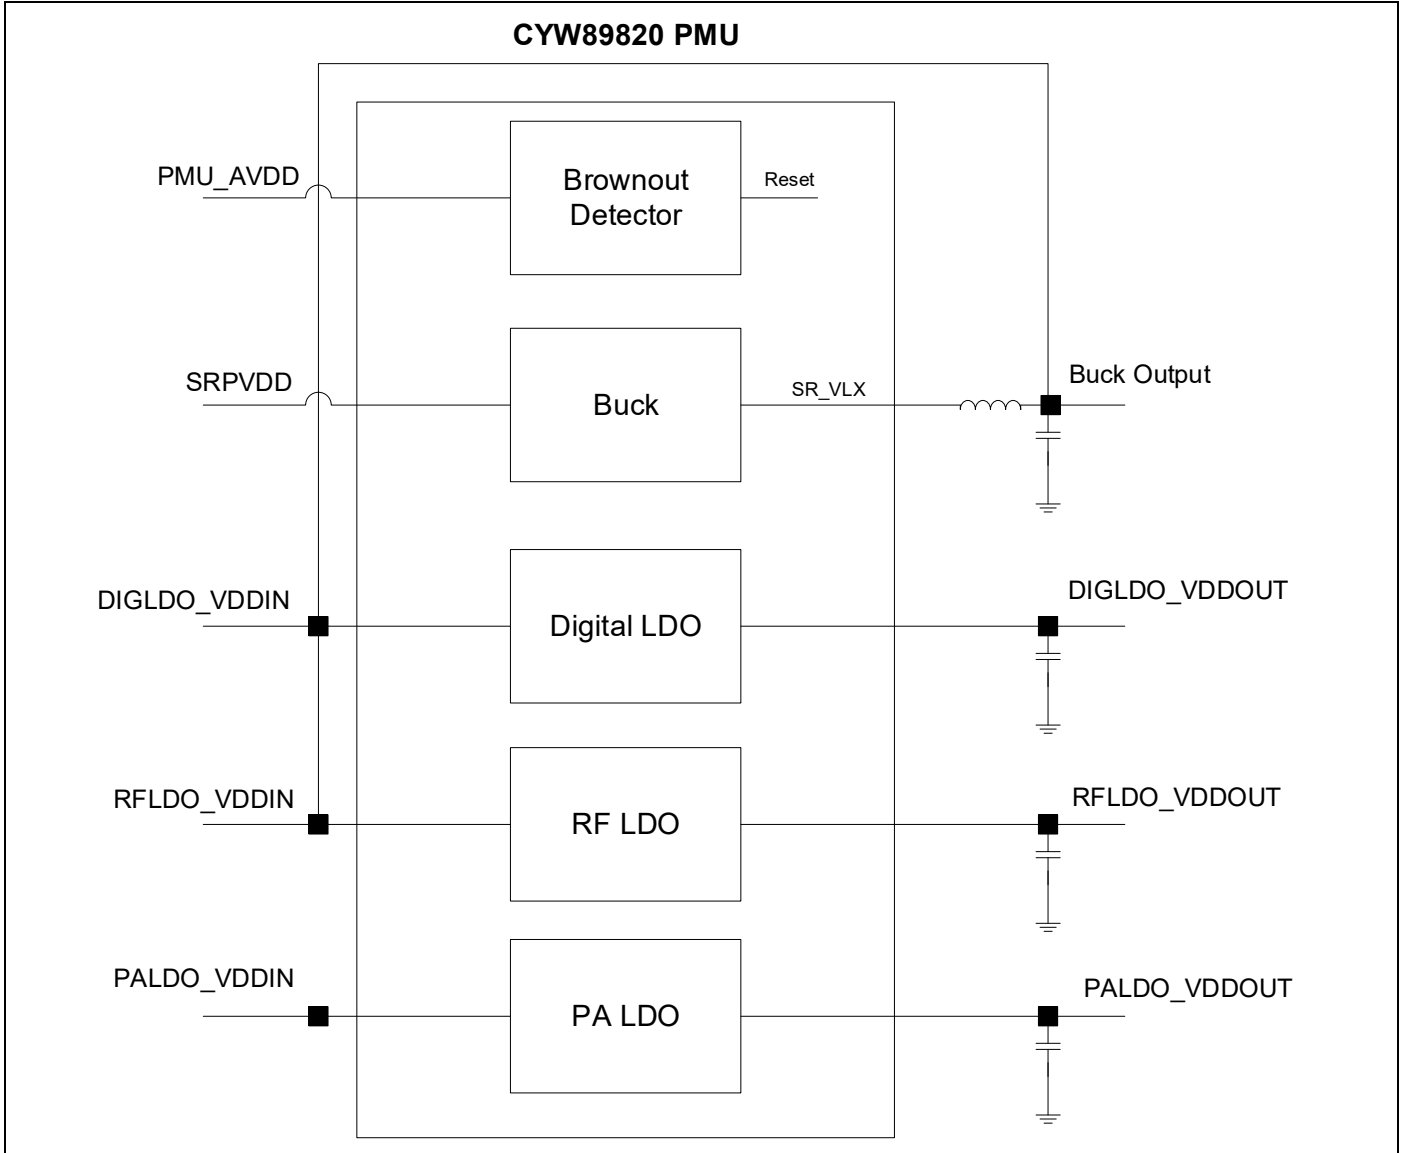 CYW89820 PMU
PMU_AVDD
Brownout
Detector
Reset
SRPVDD
Buck
SR_VLX
Buck Output
DIGLDO_VDDIN
Digital LDO
DIGLDO_VDDOUT
RFLDO_VDDIN
RF LDO
RFLDO_VDDOUT
PALDO_VDDIN
PA LDO
PALDO_VDDOUT